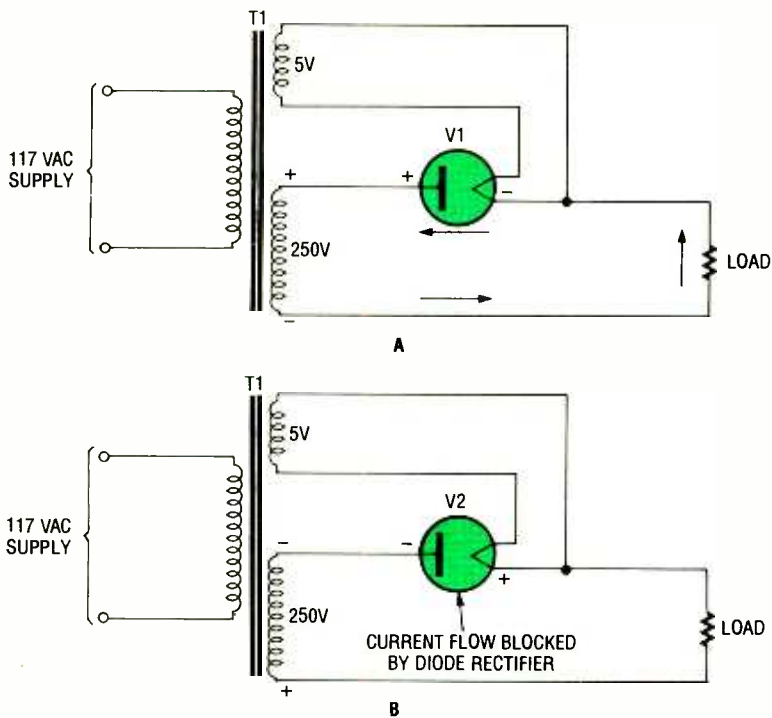 T1
5V
V1
117 VAC
SUPPLY
+
+
−
250V
LOAD
−
A
T1
5V
V2
117 VAC
SUPPLY
−
−
+
250V
LOAD
CURRENT FLOW BLOCKED
BY DIODE RECTIFIER
+
B